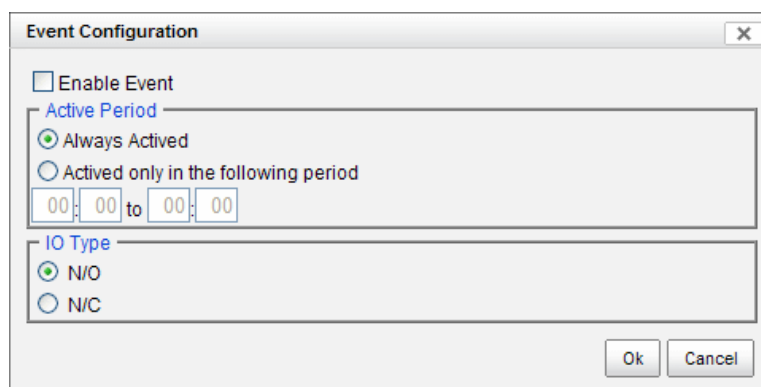 Event Configuration
Enable Event
Active Period
Always Actived
Actived only in the following period
00:00 to 00:00
IO Type
N/O
N/C
Ok Cancel